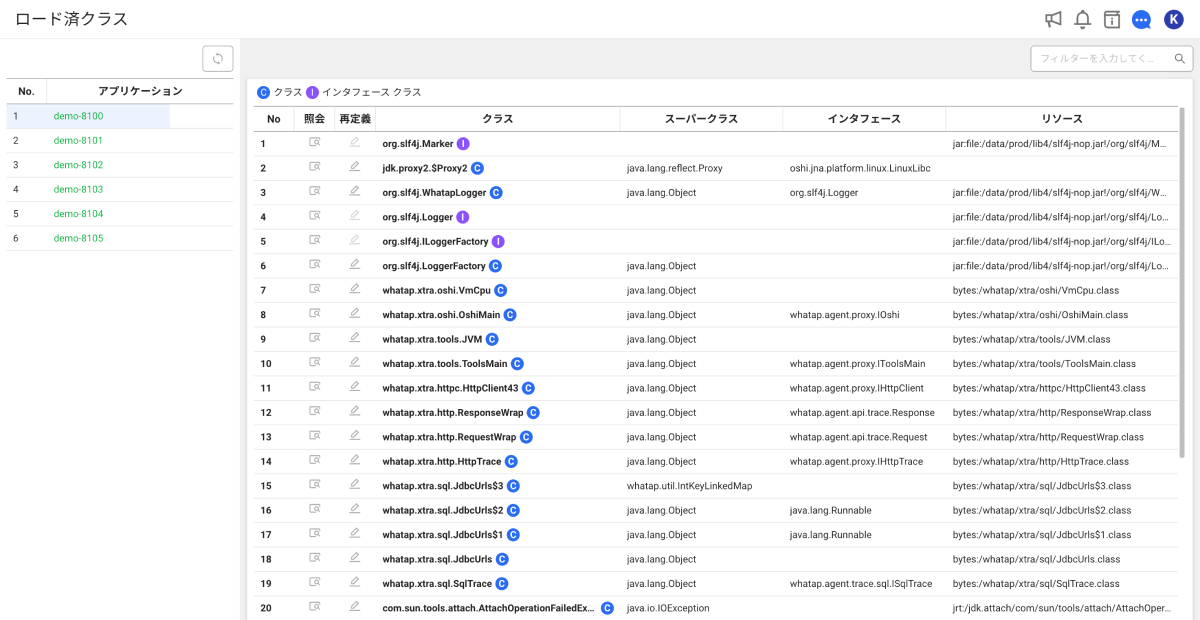 ロード済クラス
K
フィルターを入力してく...
No. アプリケーション
1 demo-8100
2 demo-8101
3 demo-8102
4 demo-8103
5 demo-8104
6 demo-8105
C クラス I インタフェース クラス
No 照会 再定義 クラス スーパークラス インタフェース リソース
1 org.slf4j.Marker I jar:file:/data/prod/lib4/slf4j-nop.jar!/org/slf4j/M...
2 jdk.proxy2.$Proxy2 C java.lang.reflect.Proxy oshi.jna.platform.linux.LinuxLibc
3 org.slf4j.WhatapLogger C java.lang.Object org.slf4j.Logger jar:file:/data/prod/lib4/slf4j-nop.jar!/org/slf4j/W...
4 org.slf4j.Logger I jar:file:/data/prod/lib4/slf4j-nop.jar!/org/slf4j/Lo...
5 org.slf4j.ILoggerFactory I jar:file:/data/prod/lib4/slf4j-nop.jar!/org/slf4j/ILo...
6 org.slf4j.LoggerFactory C java.lang.Object jar:file:/data/prod/lib4/slf4j-nop.jar!/org/slf4j/Lo...
7 whatap.xtra.oshi.VmCpu C java.lang.Object bytes:/whatap/xtra/oshi/VmCpu.class
8 whatap.xtra.oshi.OshiMain C java.lang.Object whatap.agent.proxy.IOshi bytes:/whatap/xtra/oshi/OshiMain.class
9 whatap.xtra.tools.JVM C java.lang.Object bytes:/whatap/xtra/tools/JVM.class
10 whatap.xtra.tools.ToolsMain C java.lang.Object whatap.agent.proxy.IToolsMain bytes:/whatap/xtra/tools/ToolsMain.class
11 whatap.xtra.httpc.HttpClient43 C java.lang.Object whatap.agent.proxy.IHttpClient bytes:/whatap/xtra/httpc/HttpClient43.class
12 whatap.xtra.http.ResponseWrap C java.lang.Object whatap.agent.api.trace.Response bytes:/whatap/xtra/http/ResponseWrap.class
13 whatap.xtra.http.RequestWrap C java.lang.Object whatap.agent.api.trace.Request bytes:/whatap/xtra/http/RequestWrap.class
14 whatap.xtra.http.HttpTrace C java.lang.Object whatap.agent.proxy.IHttpTrace bytes:/whatap/xtra/http/HttpTrace.class
15 whatap.xtra.sql.JdbcUrls$3 C whatap.util.IntKeyLinkedMap bytes:/whatap/xtra/sql/JdbcUrls$3.class
16 whatap.xtra.sql.JdbcUrls$2 C java.lang.Object java.lang.Runnable bytes:/whatap/xtra/sql/JdbcUrls$2.class
17 whatap.xtra.sql.JdbcUrls$1 C java.lang.Object java.lang.Runnable bytes:/whatap/xtra/sql/JdbcUrls$1.class
18 whatap.xtra.sql.JdbcUrls C java.lang.Object bytes:/whatap/xtra/sql/JdbcUrls.class
19 whatap.xtra.sql.SqlTrace C java.lang.Object whatap.agent.trace.sql.ISqlTrace bytes:/whatap/xtra/sql/SqlTrace.class
20 com.sun.tools.attach.AttachOperationFailedEx... C java.io.IOException jrt:/jdk.attach/com/sun/tools/attach/AttachOper...